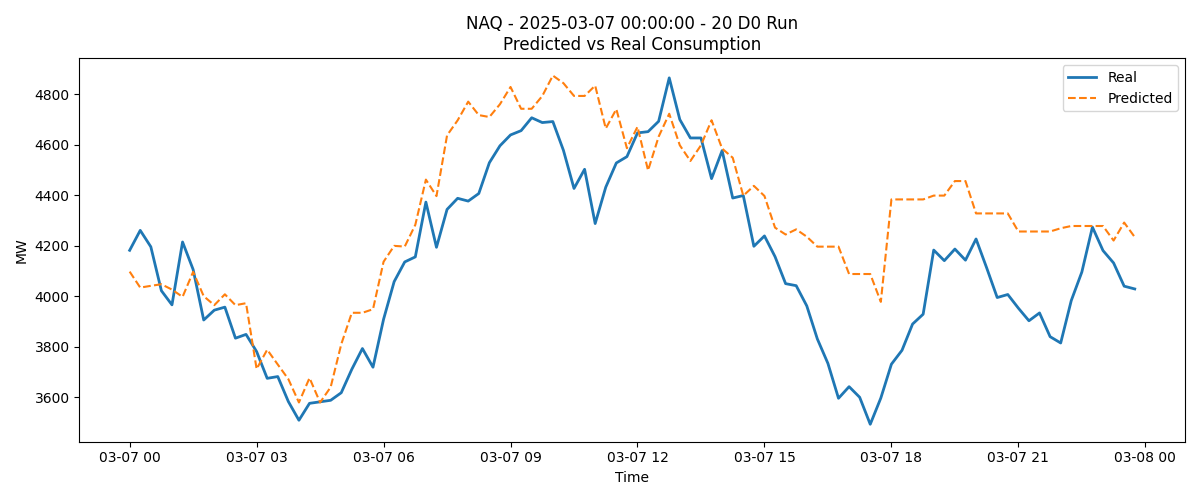 NAQ - 2025-03-07 00:00:00 - 20 D0 Run
Predicted vs Real Consumption
Real
Predicted
MW
4800
4600
4400
4200
4000
3800
3600
03-07 00
03-07 03
03-07 06
03-07 09
03-07 12
03-07 15
03-07 18
03-07 21
03-08 00
Time